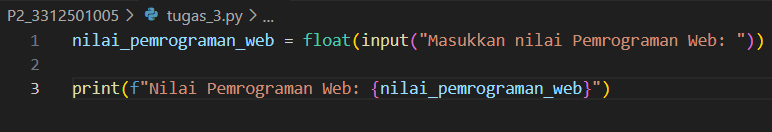 P2_3312501005 > tugas_3.py > ...
1 nilai_pemrograman_web = float(input("Masukkan nilai Pemrograman Web: "))
2
3 print(f"Nilai Pemrograman Web: {nilai_pemrograman_web}")